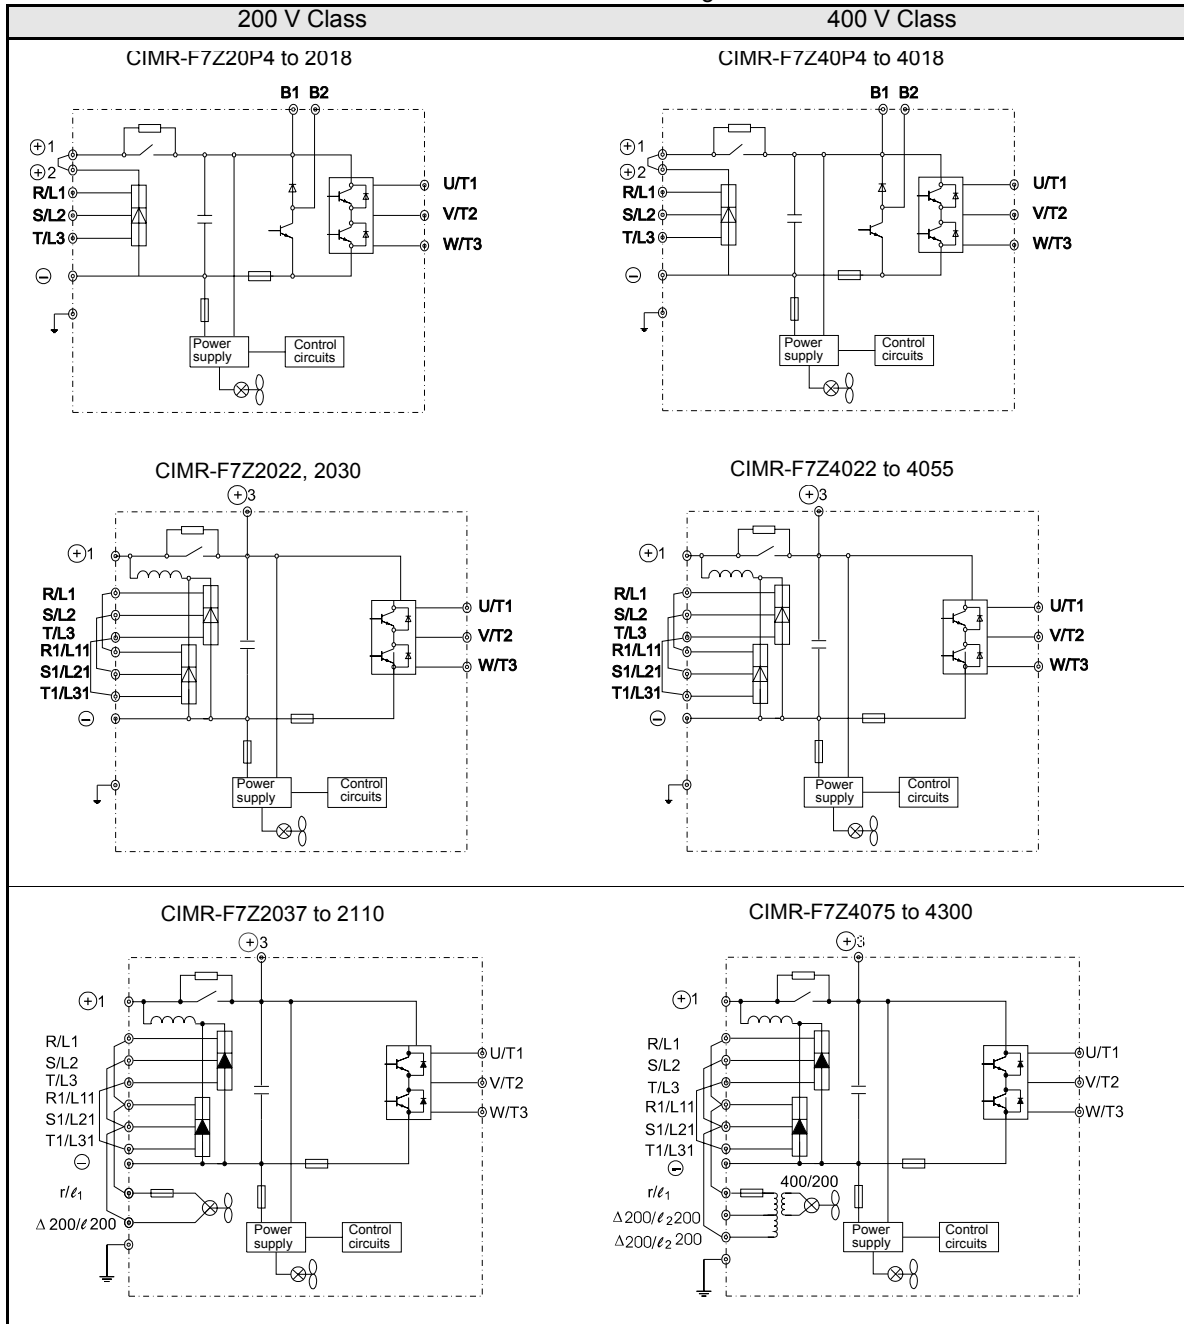 200 V Class
400 V Class
CIMR-F7Z20P4 to 2018
B1 B2
+1
+2
R/L1
S/L2
T/L3
−
U/T1
V/T2
W/T3
Power
supply
Control
circuits
CIMR-F7Z40P4 to 4018
B1 B2
+1
+2
R/L1
S/L2
T/L3
−
U/T1
V/T2
W/T3
Power
supply
Control
circuits
CIMR-F7Z2022, 2030
+3
+1
R/L1
S/L2
T/L3
R1/L11
S1/L21
T1/L31
−
U/T1
V/T2
W/T3
Power
supply
Control
circuits
CIMR-F7Z4022 to 4055
+3
+1
R/L1
S/L2
T/L3
R1/L11
S1/L21
T1/L31
−
U/T1
V/T2
W/T3
Power
supply
Control
circuits
CIMR-F7Z2037 to 2110
+3
+1
R/L1
S/L2
T/L3
R1/L11
S1/L21
T1/L31
−
r/ℓ1
Δ200/ℓ200
U/T1
V/T2
W/T3
Power
supply
Control
circuits
CIMR-F7Z4075 to 4300
+3
+1
R/L1
S/L2
T/L3
R1/L11
S1/L21
T1/L31
−
r/ℓ1
Δ200/ℓ2200
Δ200/ℓ2200
400/200
U/T1
V/T2
W/T3
Power
supply
Control
circuits